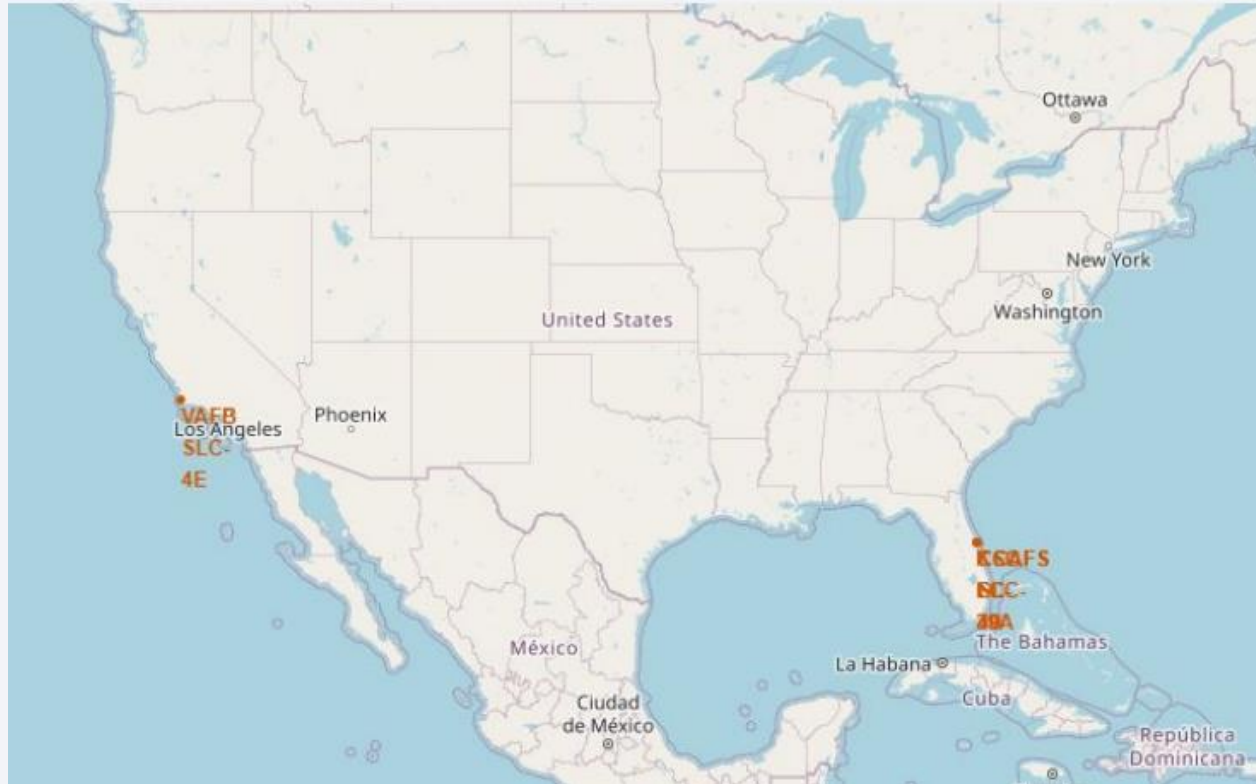 Ottawa
New York
Washington
United States
Phoenix
VAFB
Los Angeles
SLC-
4E
The Bahamas
México
La Habana
Cuba
Ciudad
de México
República
Dominicana